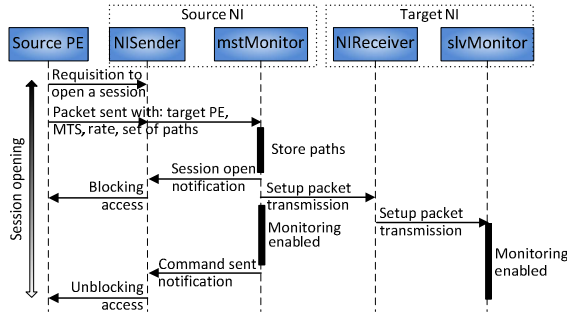 Source NI
Target NI
Source PE
NISender
mstMonitor
NIReceiver
slvMonitor
Requisition to
open a session
Packet sent with: target PE,
MTS, rate, set of paths
Store paths
Session open
notification
Blocking
access
Setup packet
transmission
Setup packet
transmission
Monitoring
enabled
Monitoring
enabled
Command sent
notification
Unblocking
access
Session opening